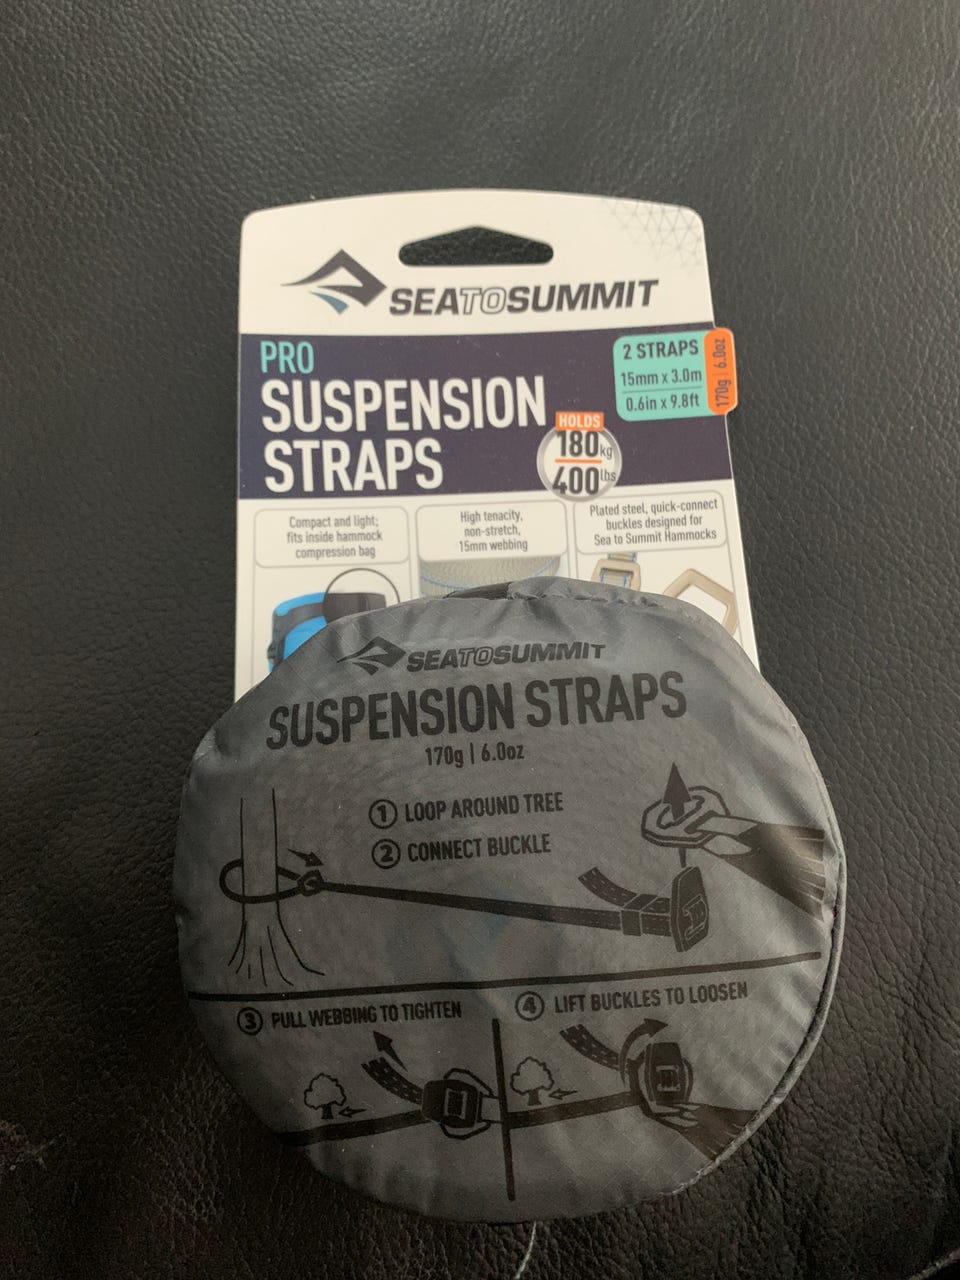 SEATOSUMMIT
PRO
SUSPENSION
STRAPS
2 STRAPS
15mm x 3.0m
0.6in x 9.8ft
170g | 6.0oz
HOLDS
180kg
400lbs
Compact and light;
fits inside hammock
compression bag
High tenacity,
non-stretch,
15mm webbing
Plated steel, quick-connect
buckles designed for
Sea to Summit Hammocks
SEATOSUMMIT
SUSPENSION STRAPS
170g | 6.0oz
1 LOOP AROUND TREE
2 CONNECT BUCKLE
3 PULL WEBBING TO TIGHTEN
4 LIFT BUCKLES TO LOOSEN